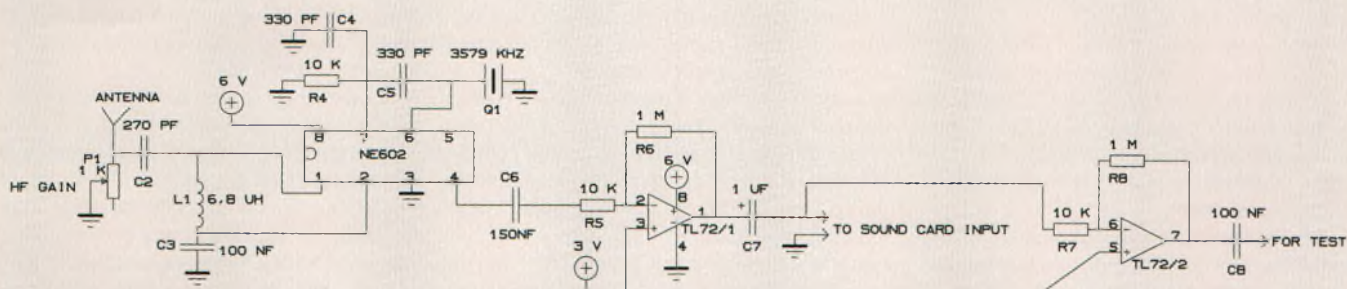 330 PF C4
330 PF 3579 KHZ
10 K
R4
C5
Q1
6 V
ANTENNA
270 PF
8 7 6 5
NE602
1 2 3 4
P1
1 K
C2
HF GAIN
L1 6.8 UH
C3 100 NF
C6
150NF
10 K
R5
1 M
R6
6 V
8
2
3
1
4
TL72/1
3 V
1 UF
+
C7
TO SOUND CARD INPUT
1 M
R8
10 K
R7
6
5
7
TL72/2
100 NF
C8
FOR TEST